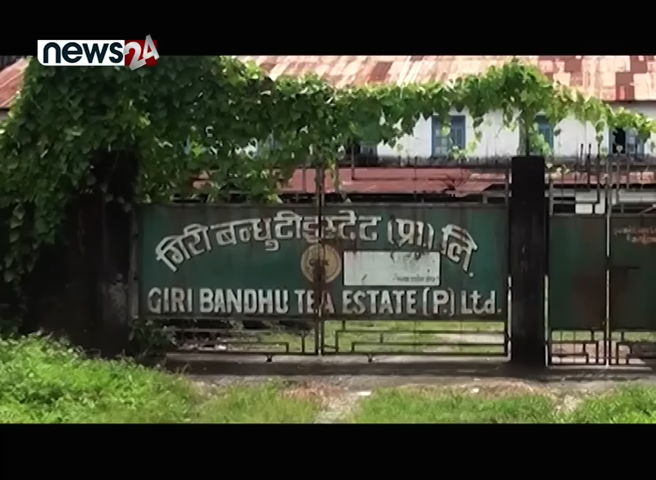 news24
गिरी बन्धु टी इस्टेट (प्रा.) लि.
GIRI BANDHU TEA ESTATE (P.) Ltd.